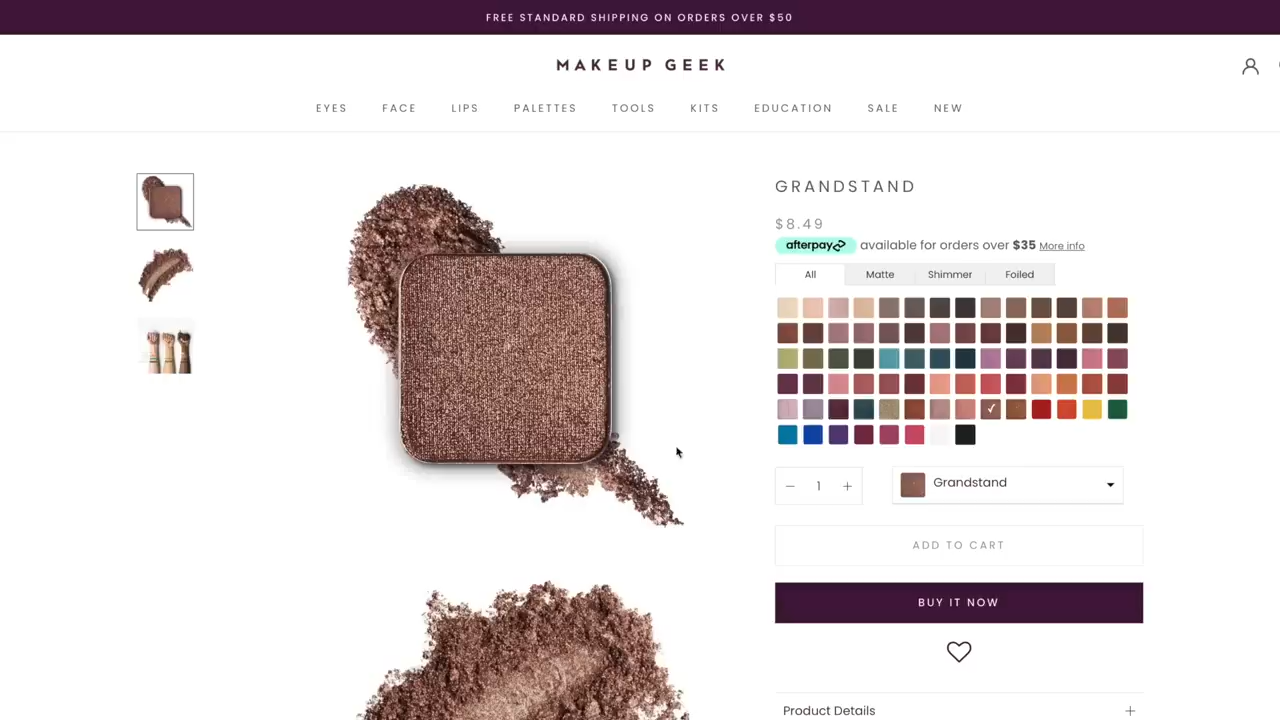 FREE STANDARD SHIPPING ON ORDERS OVER $50
MAKEUP GEEK
EYES FACE LIPS PALETTES TOOLS KITS EDUCATION SALE NEW
GRANDSTAND
$8.49
afterpay available for orders over $35 More info
All Matte Shimmer Foiled
1 Grandstand
ADD TO CART
BUY IT NOW
Product Details